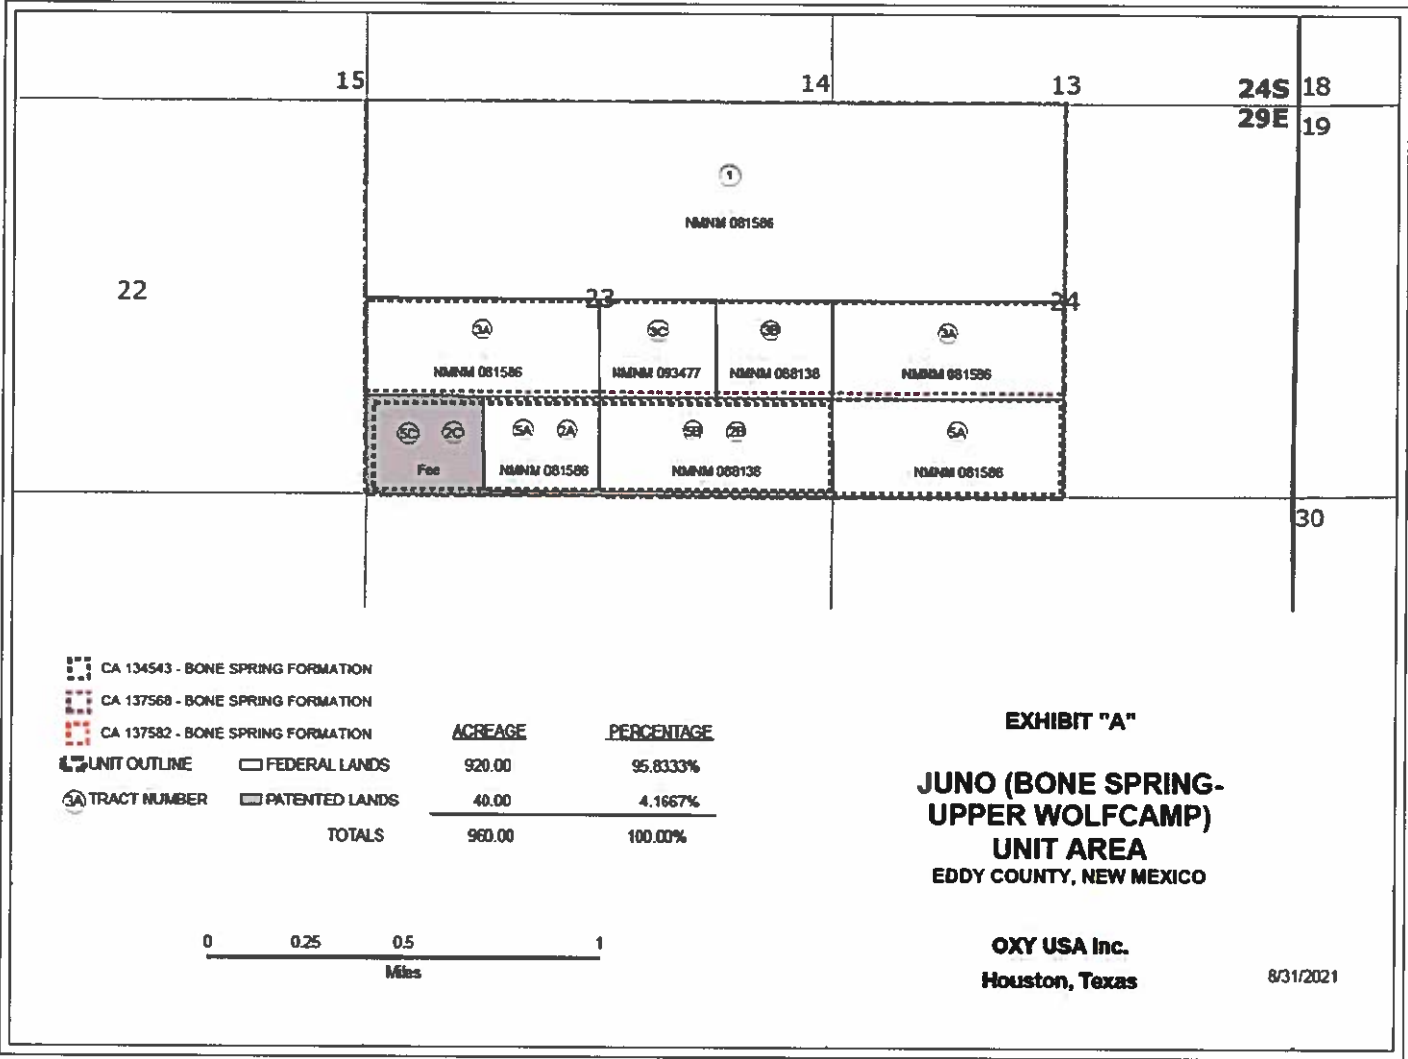 15
14
13
24S 18
29E 19
1
NMNM 081586
22
23
24
3A
3C
3B
3A
NMNM 081586
NMNM 093477
NMNM 088138
NMNM 081586
5C 2C
5A 2A
5B 2B
5A
Fee
NMNM 081586
NMNM 088138
NMNM 081586
30
CA 134543 - BONE SPRING FORMATION
CA 137568 - BONE SPRING FORMATION
CA 137582 - BONE SPRING FORMATION
ACREAGE PERCENTAGE
UNIT OUTLINE FEDERAL LANDS 920.00 95.8333%
3A TRACT NUMBER PATENTED LANDS 40.00 4.1667%
TOTALS 960.00 100.00%
0 0.25 0.5 1
Miles
EXHIBIT "A"
JUNO (BONE SPRING-
UPPER WOLFCAMP)
UNIT AREA
EDDY COUNTY, NEW MEXICO
OXY USA Inc.
Houston, Texas
8/31/2021